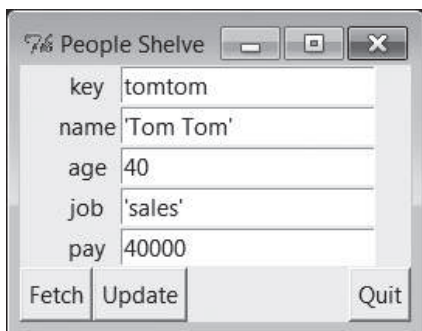 People Shelve
key tomtom
name 'Tom Tom'
age 40
job 'sales'
pay 40000
Fetch Update Quit